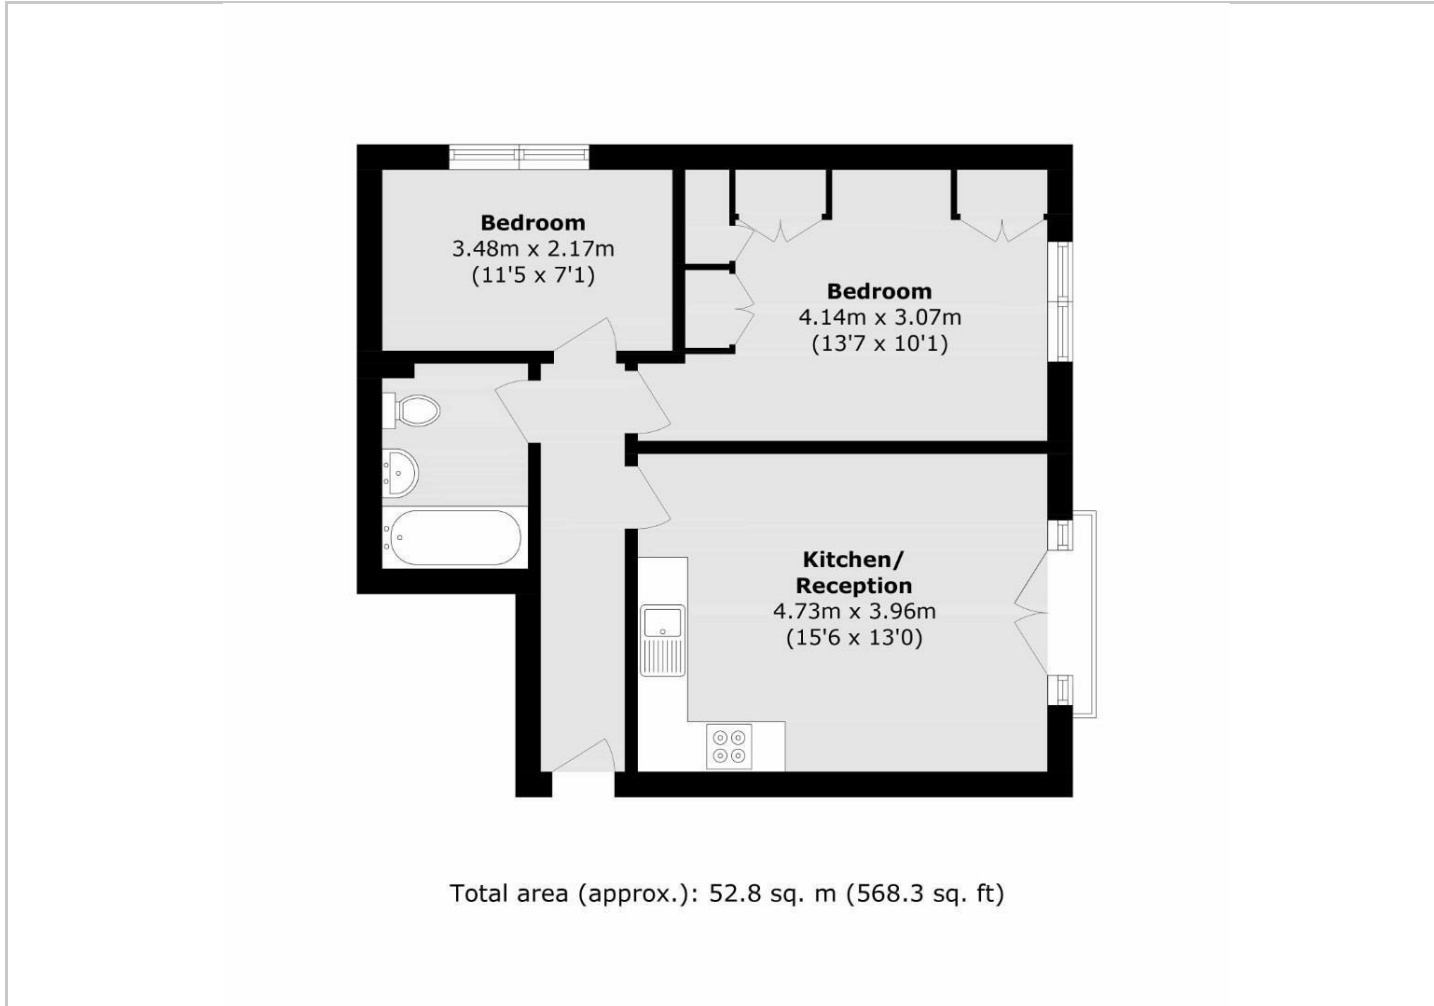 Bedroom
3.48m x 2.17m
(11'5 x 7'1)
Bedroom
4.14m x 3.07m
(13'7 x 10'1)
Kitchen/
Reception
4.73m x 3.96m
(15'6 x 13'0)
Total area (approx.): 52.8 sq. m (568.3 sq. ft)